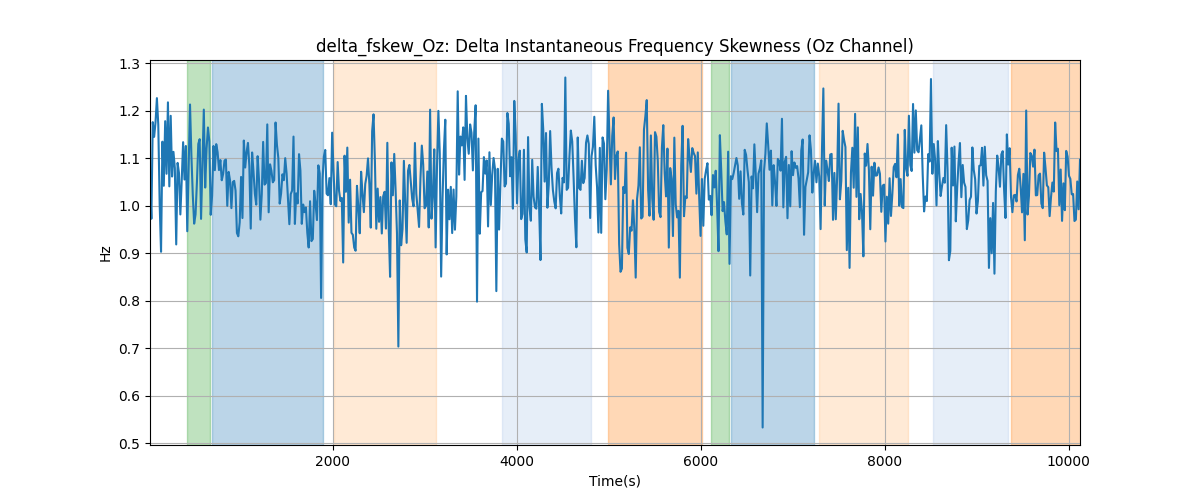 delta_fskew_Oz: Delta Instantaneous Frequency Skewness (Oz Channel)
1.3
1.2
1.1
1.0
0.9
0.8
0.7
0.6
0.5
Hz
2000 4000 6000 8000 10000
Time(s)